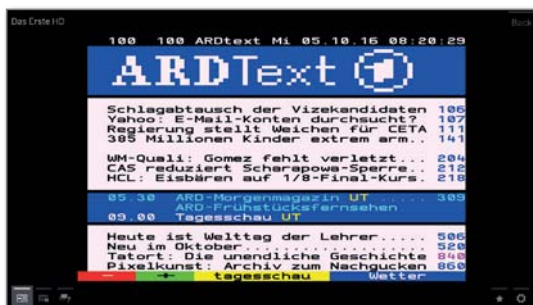 Das Erste HD
Back
100 100 ARDtext Mi 05.10.16 08:20:29
ARDText
Schlagabtausch der Vizekandidaten 106
Yahoo: E-Mail-Konten durchsucht? 107
Regierung stellt Weichen für CETA 111
385 Millionen Kinder extrem arm.. 141
WM-Quali: Gomez fehlt verletzt... 204
CAS reduziert Scharapowa-Sperre.. 212
HCL: Eisbären auf 1/8-Final-Kurs. 218
05.30 ARD-Morgenmagazin UT ..... 309
ARD-Frühstücksfernsehen
09.00 Tagesschau UT
Heute ist Welttag der Lehrer..... 506
Neu im Oktober................... 520
Tatort: Die unendliche Geschichte 840
Pixelkunst: Archiv zum Nachgucken 860
- + tagesschau Wetter